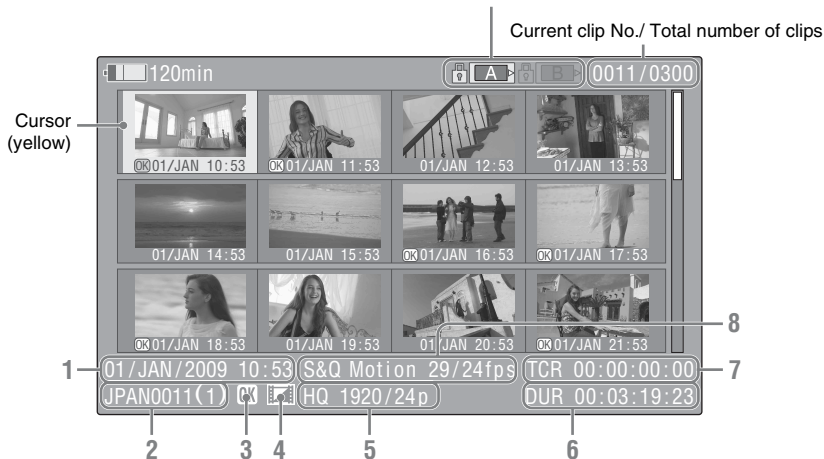 Current clip No./ Total number of clips
120min
A
B
0011/0300
Cursor
(yellow)
OK 01/JAN 10:53
OK 01/JAN 11:53
01/JAN 12:53
01/JAN 13:53
01/JAN 14:53
01/JAN 15:53
OK 01/JAN 16:53
OK 01/JAN 17:53
OK 01/JAN 18:53
01/JAN 19:53
01/JAN 20:53
OK 01/JAN 21:53
8
1
01/JAN/2009 10:53
S&Q Motion 29/24fps
TCR 00:00:00:00
7
JPAN0011(1)
OK
HQ 1920/24p
DUR 00:03:19:23
2
3
4
5
6